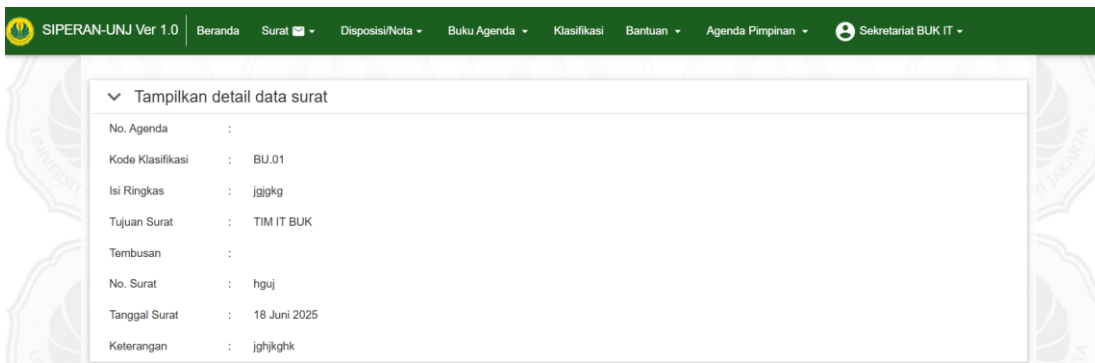 SIPERAN-UNJ Ver 1.0 Beranda Surat Disposisi/Nota Buku Agenda Klasifikasi Bantuan Agenda Pimpinan Sekretariat BUK IT
Tampilkan detail data surat
No. Agenda :
Kode Klasifikasi : BU.01
Isi Ringkas : jgjgkg
Tujuan Surat : TIM IT BUK
Tembusan :
No. Surat : hguj
Tanggal Surat : 18 Juni 2025
Keterangan : jghjkghk